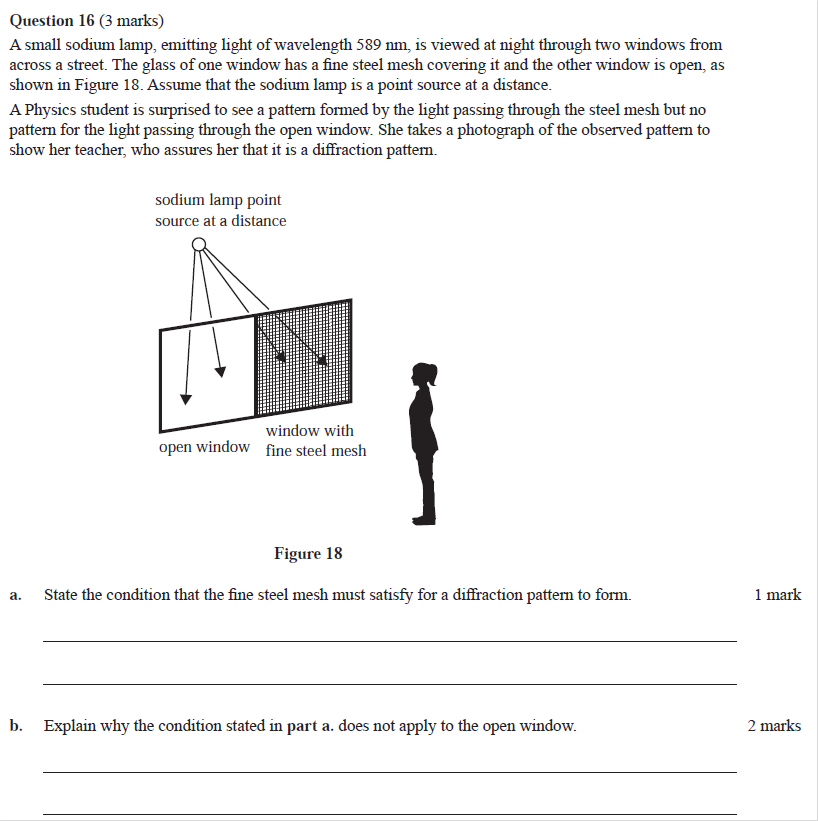 Question 16 (3 marks)
A small sodium lamp, emitting light of wavelength 589 nm, is viewed at night through two windows from
across a street. The glass of one window has a fine steel mesh covering it and the other window is open, as
shown in Figure 18. Assume that the sodium lamp is a point source at a distance.
A Physics student is surprised to see a pattern formed by the light passing through the steel mesh but no
pattern for the light passing through the open window. She takes a photograph of the observed pattern to
show her teacher, who assures her that it is a diffraction pattern.
sodium lamp point
source at a distance
open window
window with
fine steel mesh
Figure 18
a. State the condition that the fine steel mesh must satisfy for a diffraction pattern to form. 1 mark
b. Explain why the condition stated in part a. does not apply to the open window. 2 marks